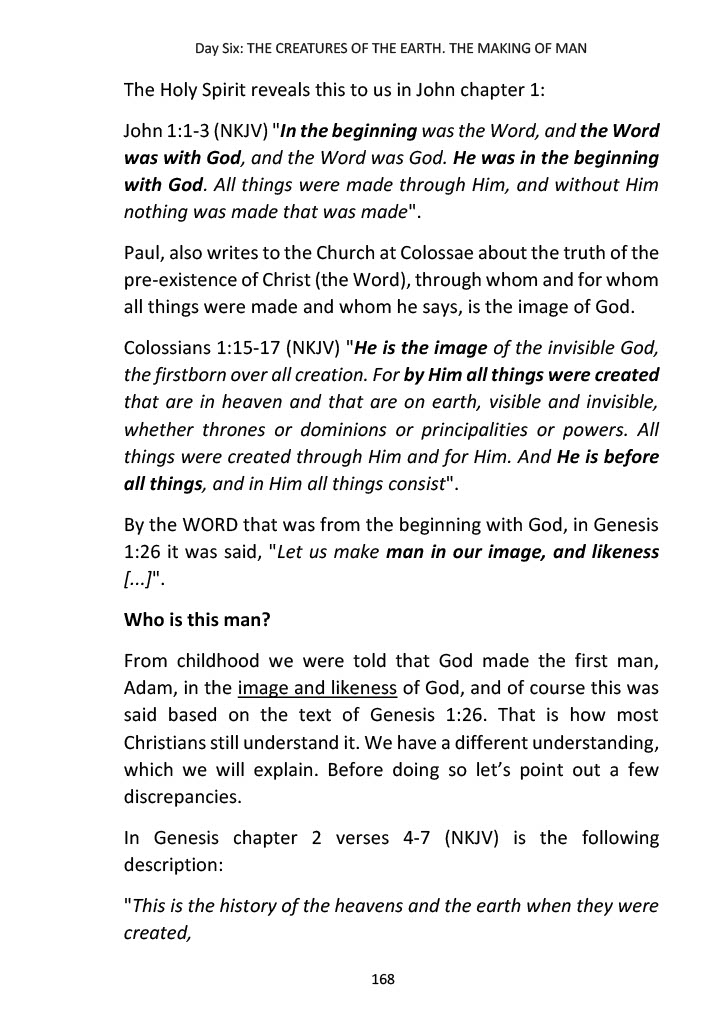 Day Six: THE CREATURES OF THE EARTH. THE MAKING OF MAN
The Holy Spirit reveals this to us in John chapter 1:
John 1:1-3 (NKJV) "In the beginning was the Word, and the Word
was with God, and the Word was God. He was in the beginning
with God. All things were made through Him, and without Him
nothing was made that was made".
Paul, also writes to the Church at Colossae about the truth of the
pre-existence of Christ (the Word), through whom and for whom
all things were made and whom he says, is the image of God.
Colossians 1:15-17 (NKJV) "He is the image of the invisible God,
the firstborn over all creation. For by Him all things were created
that are in heaven and that are on earth, visible and invisible,
whether thrones or dominions or principalities or powers. All
things were created through Him and for Him. And He is before
all things, and in Him all things consist".
By the WORD that was from the beginning with God, in Genesis
1:26 it was said, "Let us make man in our image, and likeness
[...]".
Who is this man?
From childhood we were told that God made the first man,
Adam, in the image and likeness of God, and of course this was
said based on the text of Genesis 1:26. That is how most
Christians still understand it. We have a different understanding,
which we will explain. Before doing so let’s point out a few
discrepancies.
In Genesis chapter 2 verses 4-7 (NKJV) is the following
description:
"This is the history of the heavens and the earth when they were
created,
168